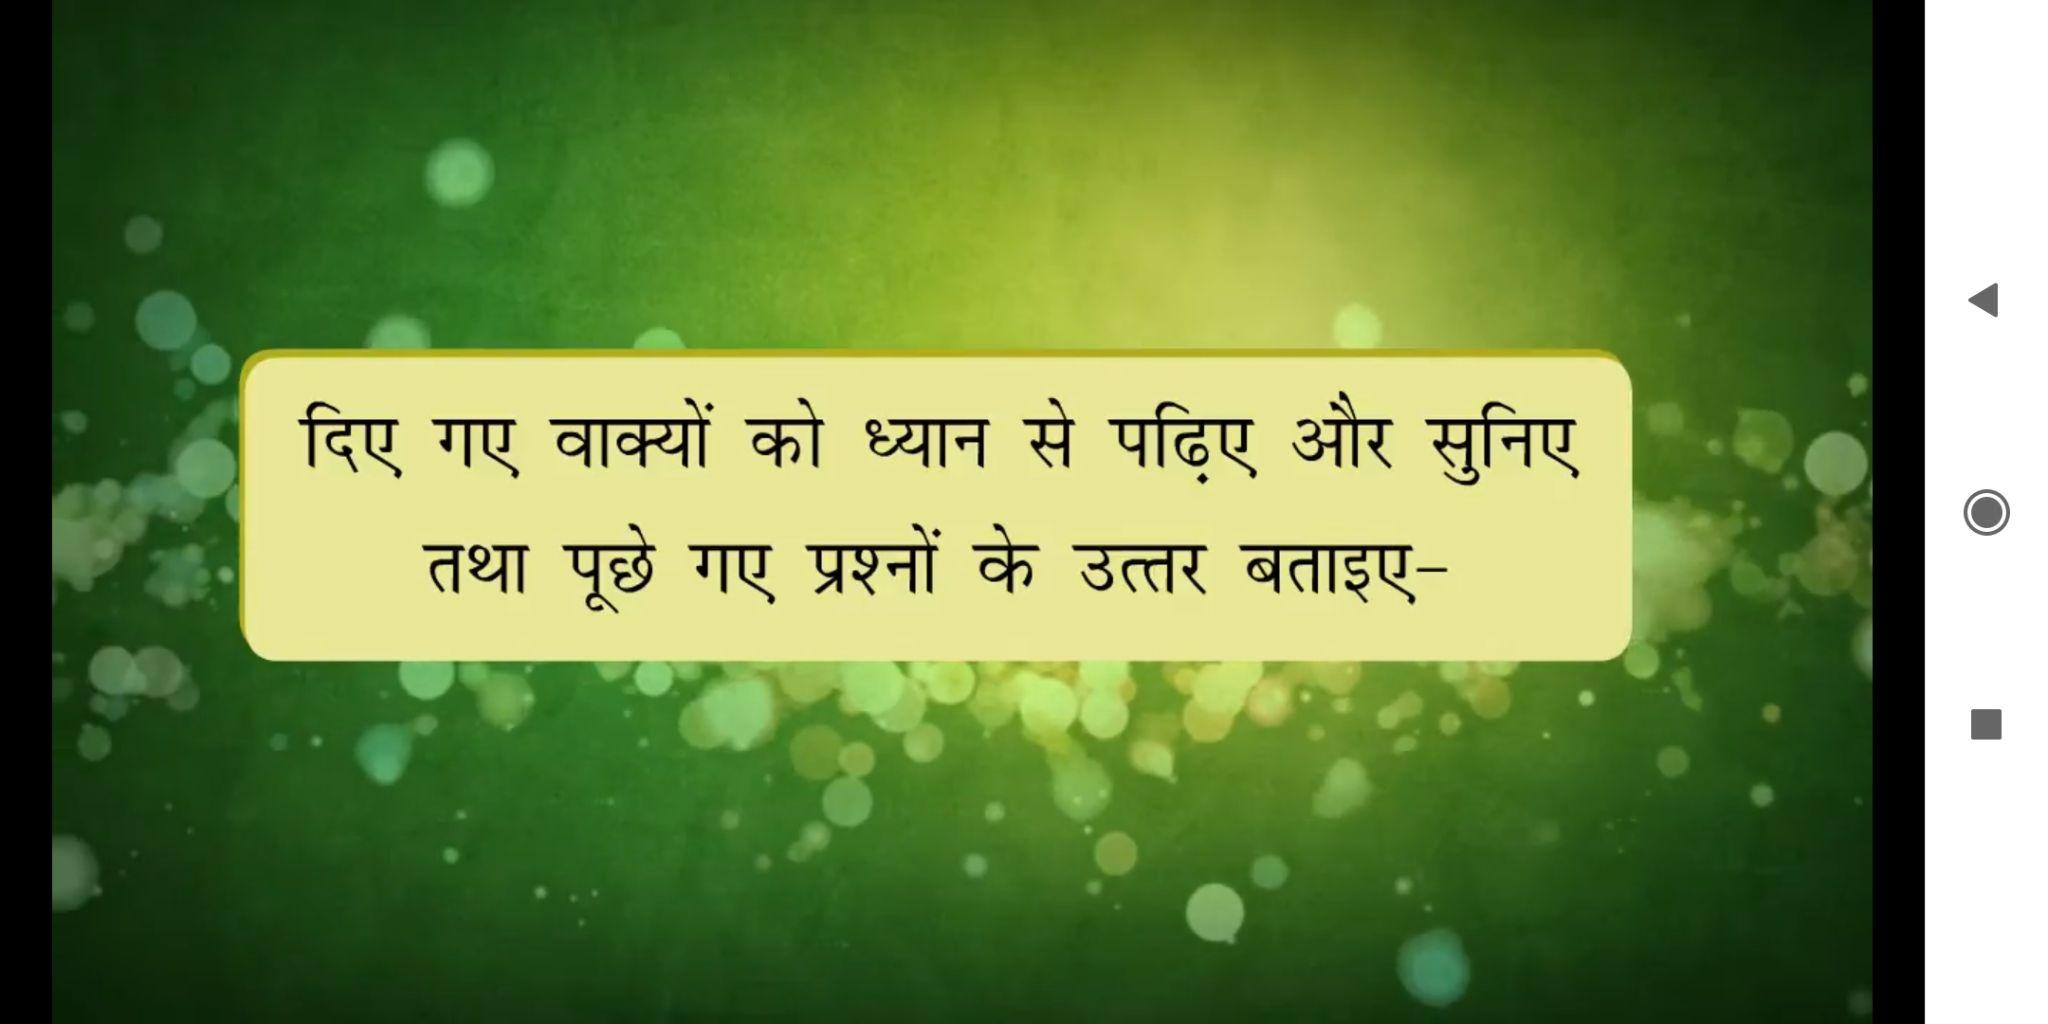 दिए गए वाक्यों को ध्यान से पढ़िए और सुनिए
तथा पूछे गए प्रश्नों के उत्तर बताइए-